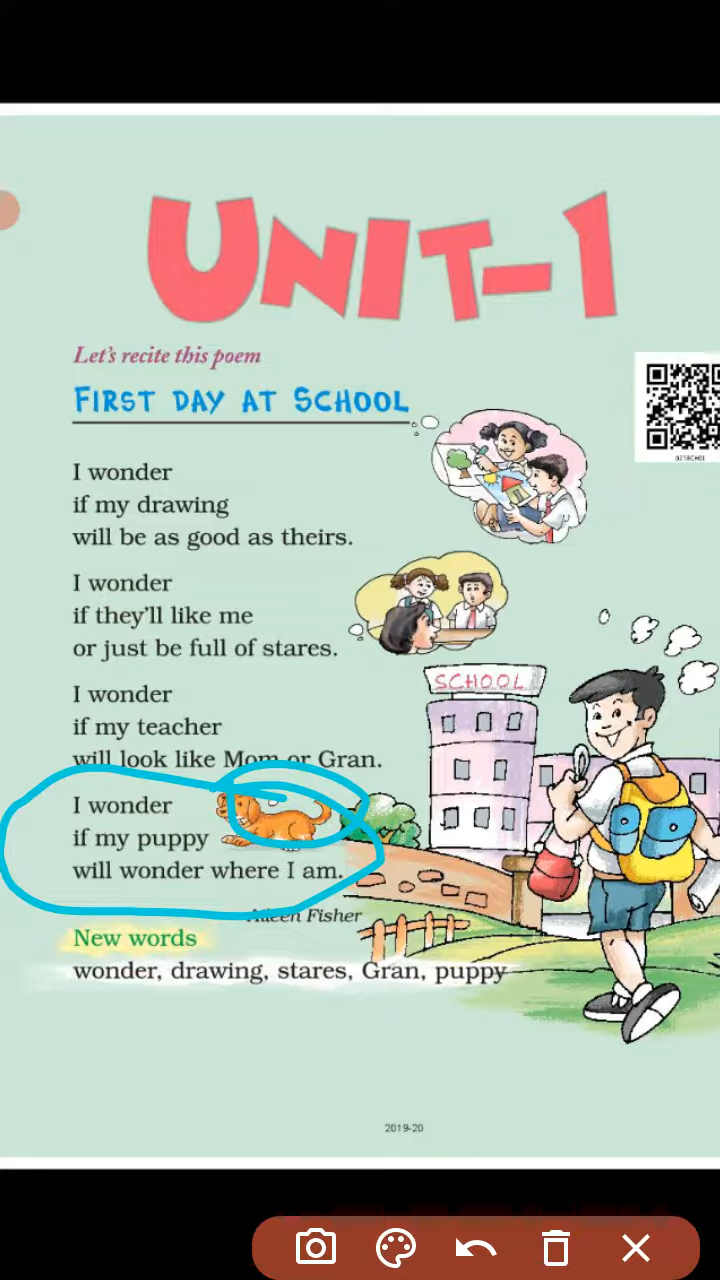 UNIT-1
Let's recite this poem
FIRST DAY AT SCHOOL
0218CH01
I wonder
if my drawing
will be as good as theirs.
I wonder
if they'll like me
or just be full of stares.
SCHOOL
I wonder
if my teacher
will look like Mom or Gran.
I wonder
if my puppy
will wonder where I am.
Aileen Fisher
New words
wonder, drawing, stares, Gran, puppy
2019-20